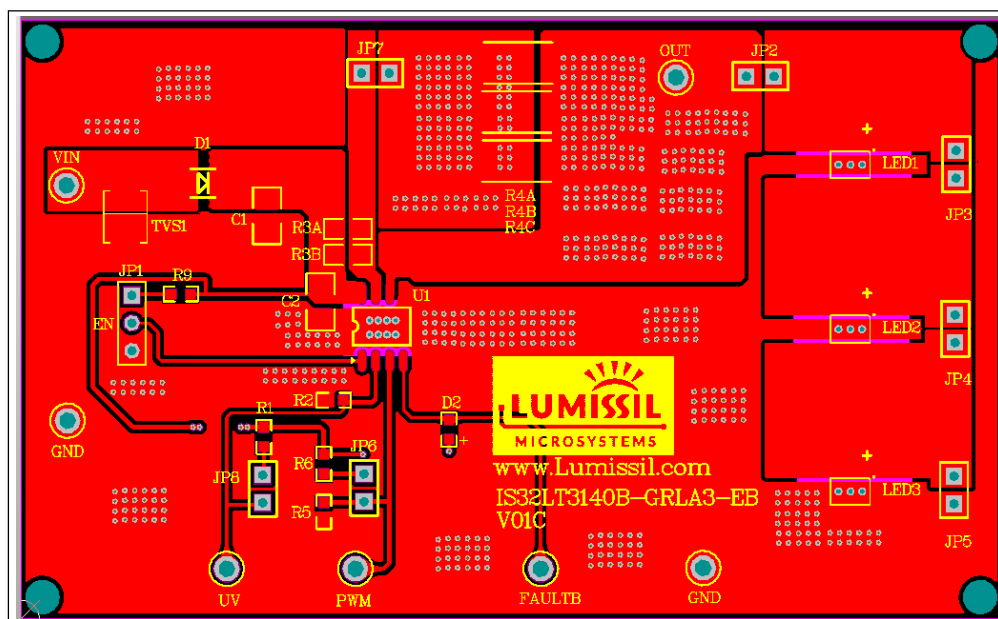 JP7
OUT
JP2
D1
VIN
+
LED1
R4A
R4B
R4C
TVS1
C1
R3A
JP3
R3B
JP1
R9
C2
U1
+
EN
LED2
JP4
R2
D2
LUMISSIL
MICROSYSTEMS
R1
+
GND
JP6
+
www.Lumissil.com
JP8
R6
LED3
IS32LT3140B-GRLA3-EB
V01C
R5
JP5
UV
PWM
FAULTB
GND